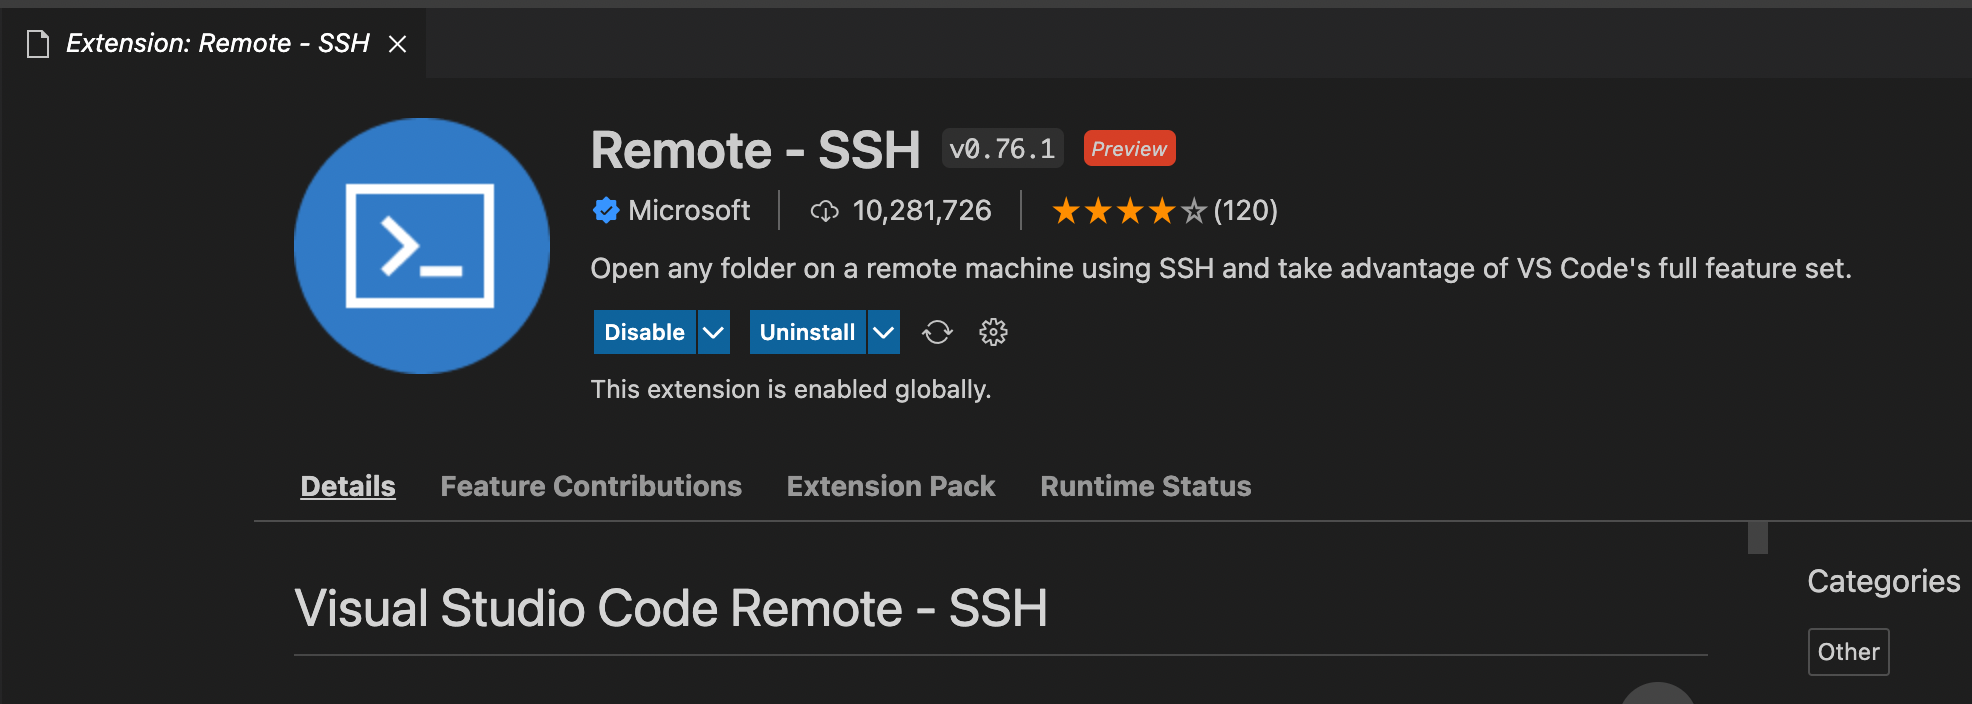 Extension: Remote - SSH
Remote - SSH v0.76.1 Preview
Microsoft 10,281,726 (120)
Open any folder on a remote machine using SSH and take advantage of VS Code's full feature set.
Disable Uninstall
This extension is enabled globally.
Details Feature Contributions Extension Pack Runtime Status
Visual Studio Code Remote - SSH
Categories
Other